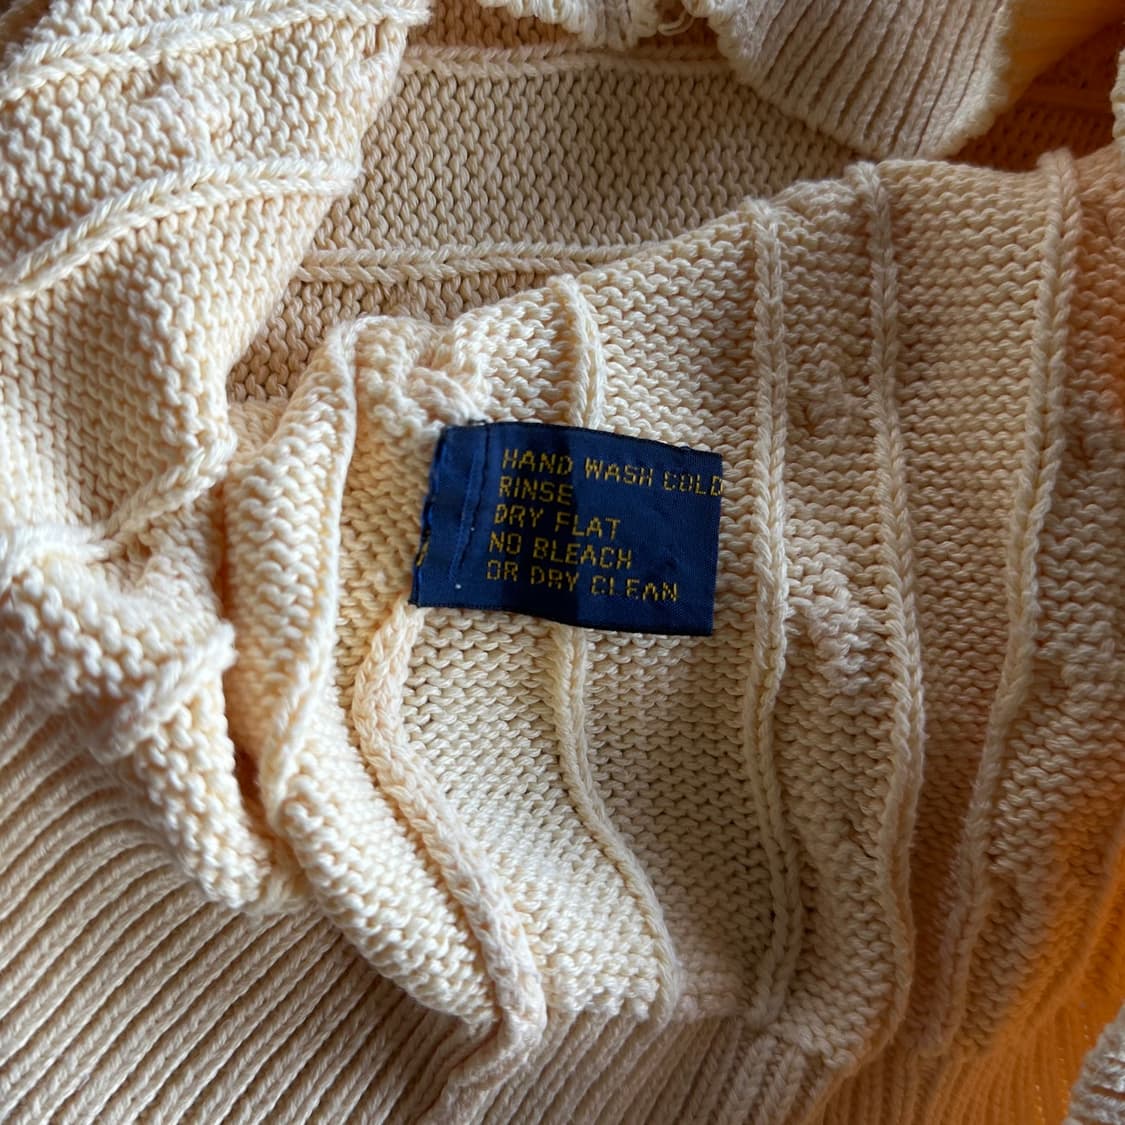 HAND WASH COLD
RINSE
DRY FLAT
NO BLEACH
OR DRY CLEAN